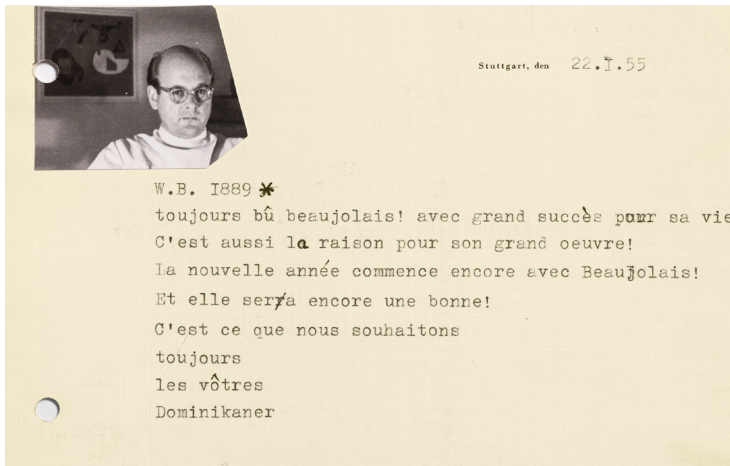 Stuttgart, den 22.I.55
W.B. I889 *
toujours bû beaujolais! avec grand succès pour sa vie
C'est aussi la raison pour son grand oeuvre!
La nouvelle année commence encore avec Beaujolais!
Et elle serra encore une bonne!
C'est ce que nous souhaitons
toujours
les vôtres
Dominikaner